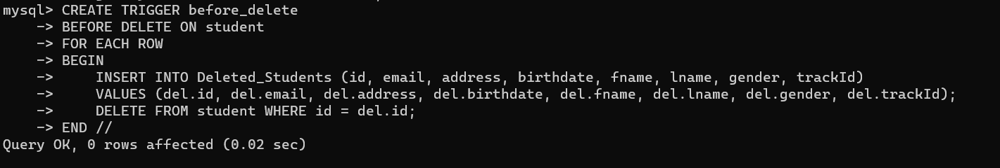 mysql> CREATE TRIGGER before_delete
    -> BEFORE DELETE ON student
    -> FOR EACH ROW
    -> BEGIN
    ->     INSERT INTO Deleted_Students (id, email, address, birthdate, fname, lname, gender, trackId)
    ->     VALUES (del.id, del.email, del.address, del.birthdate, del.fname, del.lname, del.gender, del.trackId);
    ->     DELETE FROM student WHERE id = del.id;
    -> END //
Query OK, 0 rows affected (0.02 sec)